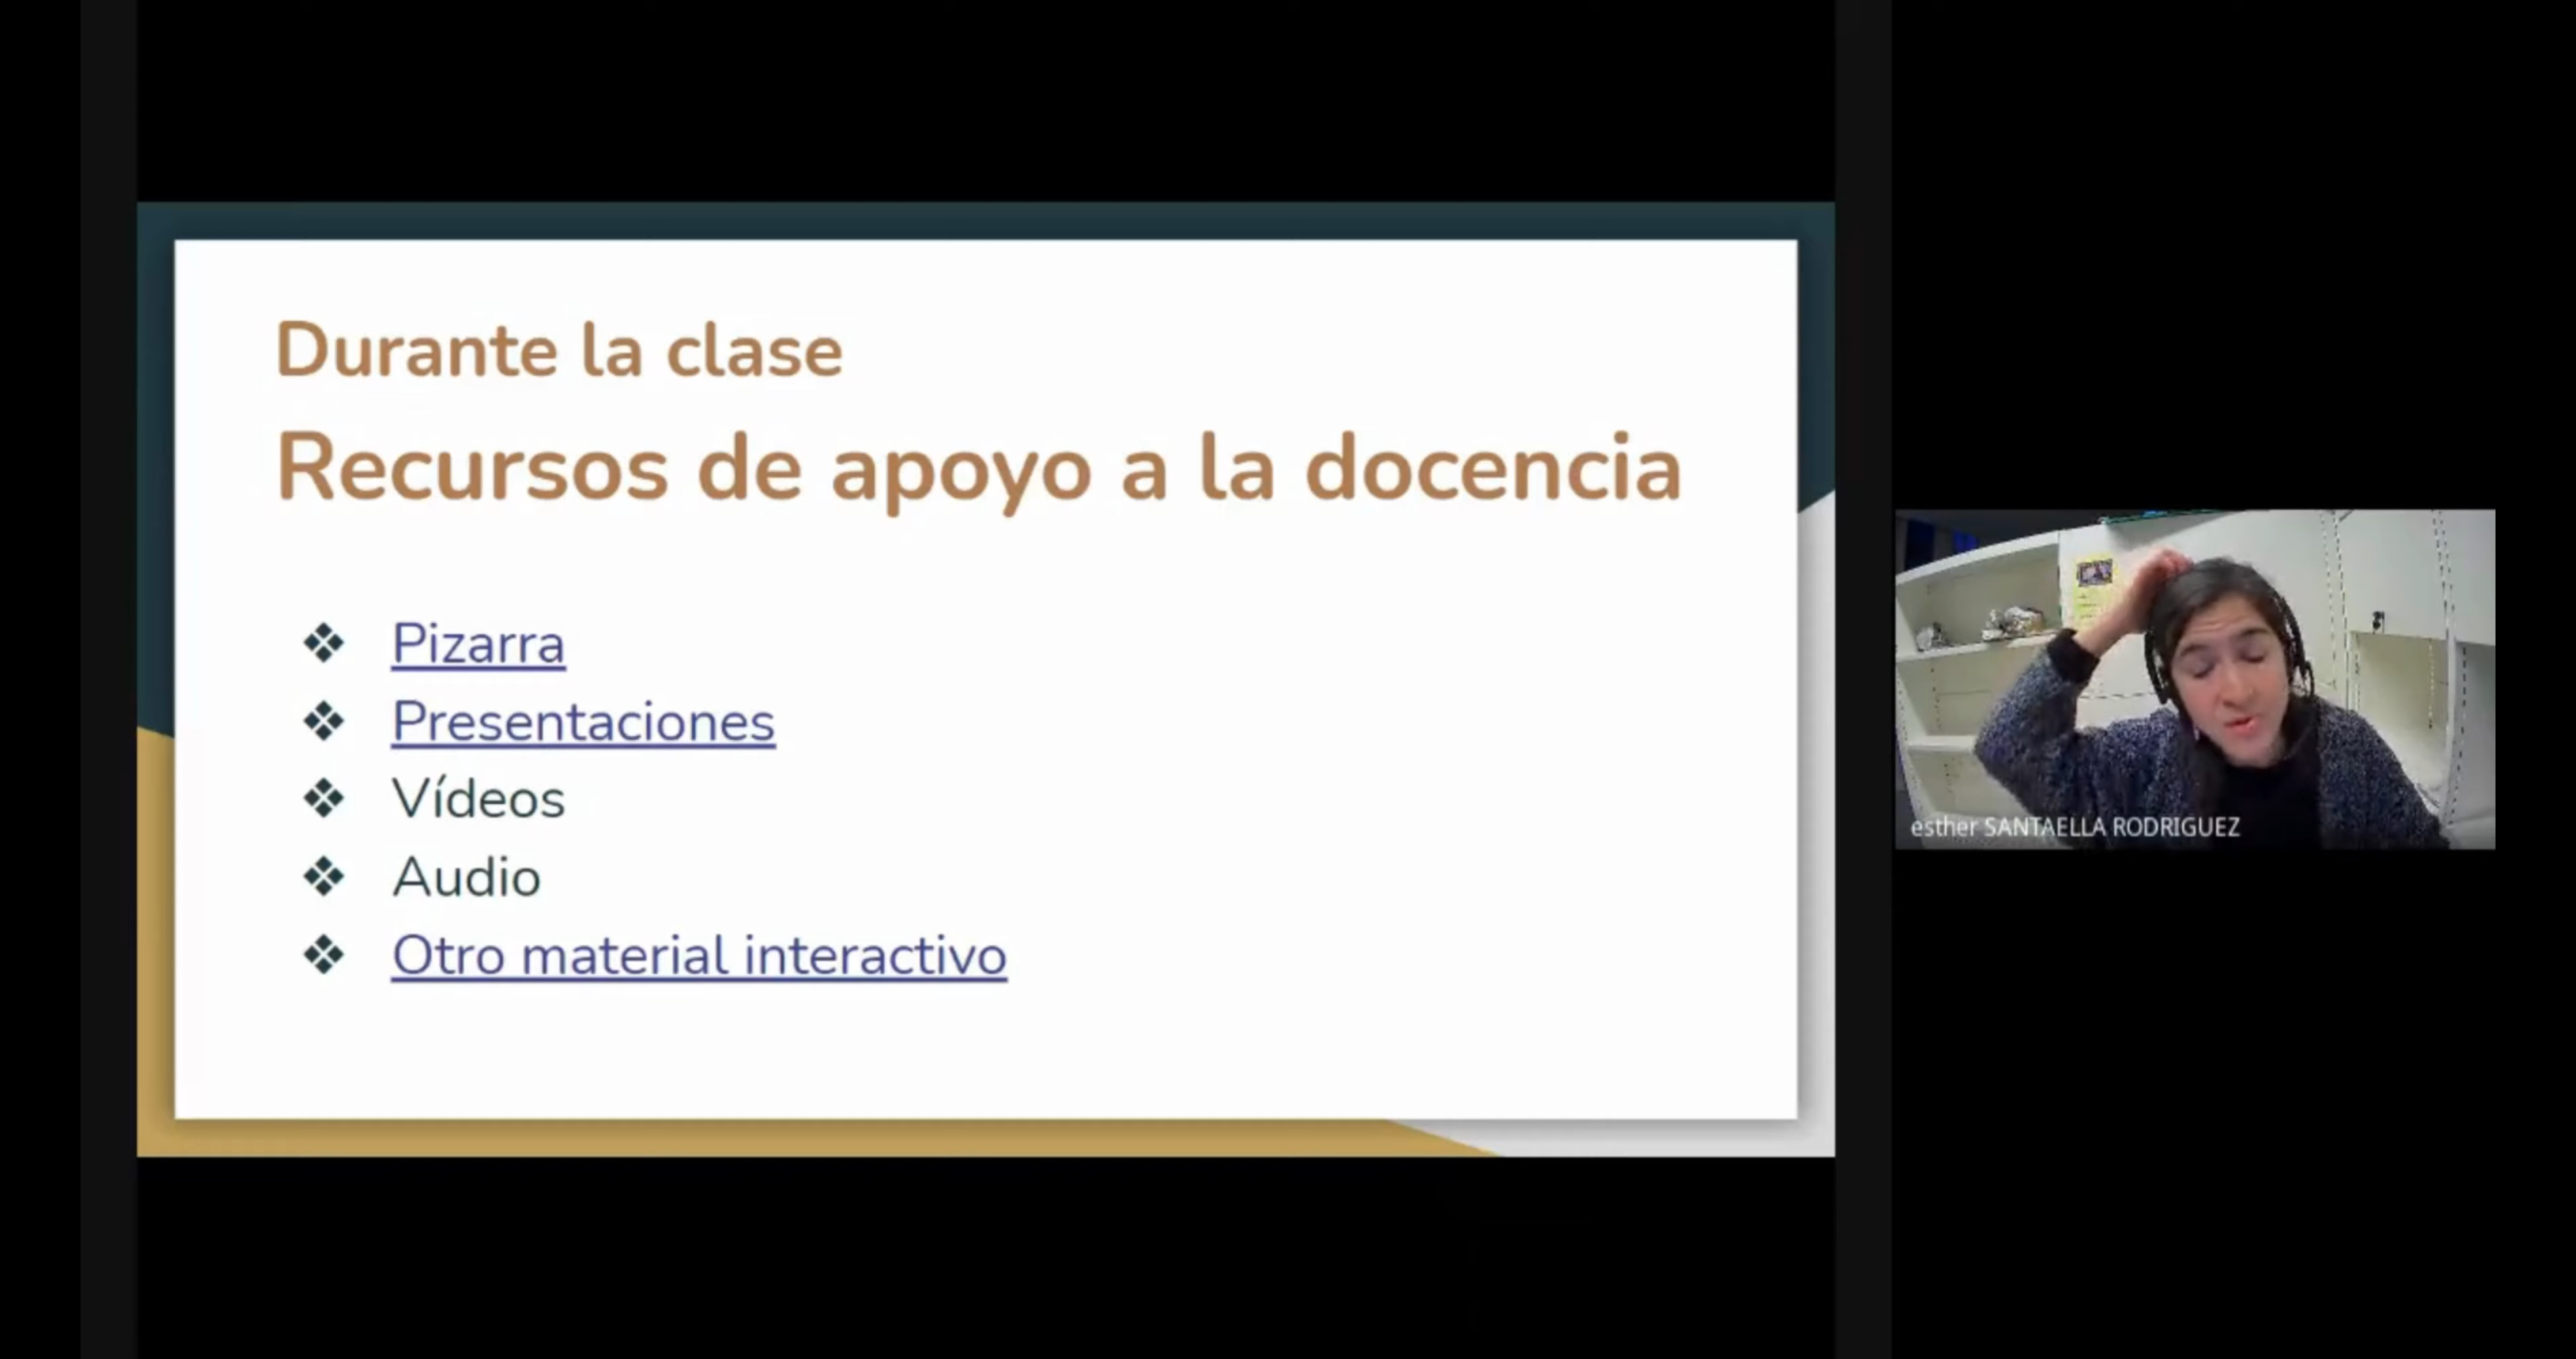 Durante la clase
Recursos de apoyo a la docencia
❖ Pizarra
❖ Presentaciones
❖ Vídeos
❖ Audio
❖ Otro material interactivo
esther SANTAELLA RODRIGUEZ